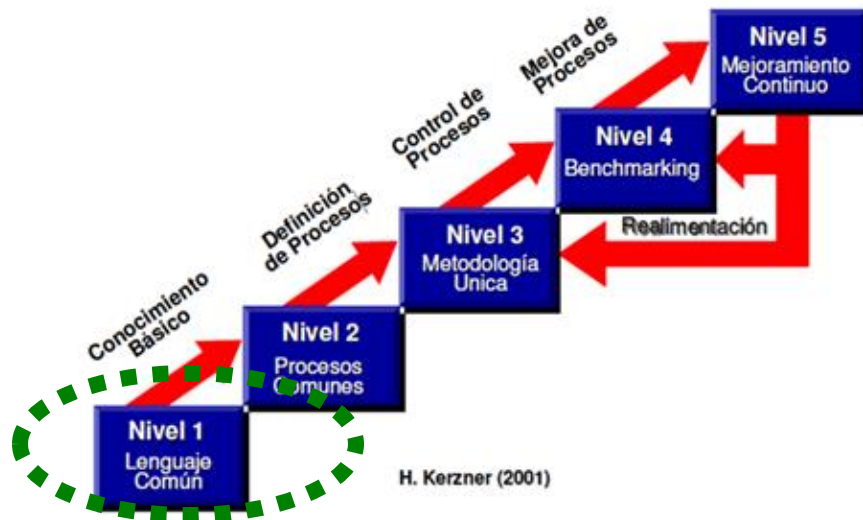 Nivel 5
Mejoramiento
Continuo
Mejora de
Procesos
Nivel 4
Benchmarking
Control de
Procesos
Realimentación
Nivel 3
Metodología
Unica
Definición
de Procesos
Nivel 2
Procesos
Comunes
Conocimiento
Básico
Nivel 1
Lenguaje
Común
H. Kerzner (2001)